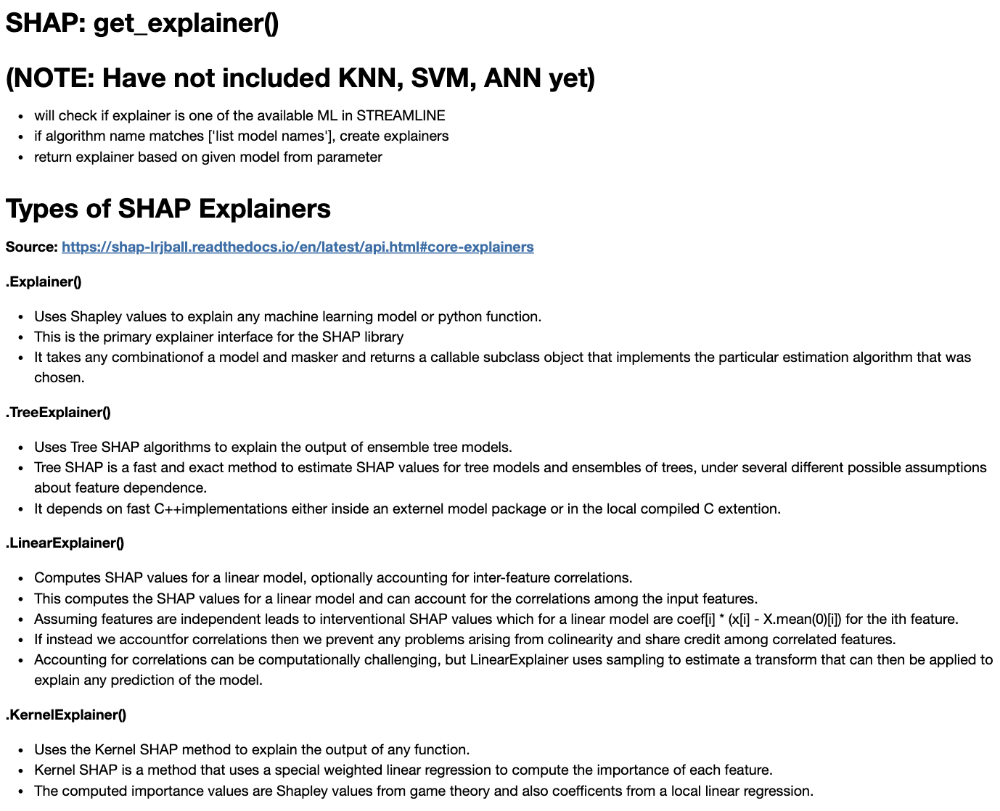 SHAP: get_explainer()
(NOTE: Have not included KNN, SVM, ANN yet)
• will check if explainer is one of the available ML in STREAMLINE
• if algorithm name matches ['list model names'], create explainers
• return explainer based on given model from parameter
Types of SHAP Explainers
Source: https://shap-lrjball.readthedocs.io/en/latest/api.html#core-explainers
.Explainer()
• Uses Shapley values to explain any machine learning model or python function.
• This is the primary explainer interface for the SHAP library
• It takes any combinationof a model and masker and returns a callable subclass object that implements the particular estimation algorithm that was
chosen.
.TreeExplainer()
• Uses Tree SHAP algorithms to explain the output of ensemble tree models.
• Tree SHAP is a fast and exact method to estimate SHAP values for tree models and ensembles of trees, under several different possible assumptions
about feature dependence.
• It depends on fast C++implementations either inside an externel model package or in the local compiled C extention.
.LinearExplainer()
• Computes SHAP values for a linear model, optionally accounting for inter-feature correlations.
• This computes the SHAP values for a linear model and can account for the correlations among the input features.
• Assuming features are independent leads to interventional SHAP values which for a linear model are coef[i] * (x[i] - X.mean(0)[i]) for the ith feature.
• If instead we accountfor correlations then we prevent any problems arising from colinearity and share credit among correlated features.
• Accounting for correlations can be computationally challenging, but LinearExplainer uses sampling to estimate a transform that can then be applied to
explain any prediction of the model.
.KernelExplainer()
• Uses the Kernel SHAP method to explain the output of any function.
• Kernel SHAP is a method that uses a special weighted linear regression to compute the importance of each feature.
• The computed importance values are Shapley values from game theory and also coefficents from a local linear regression.